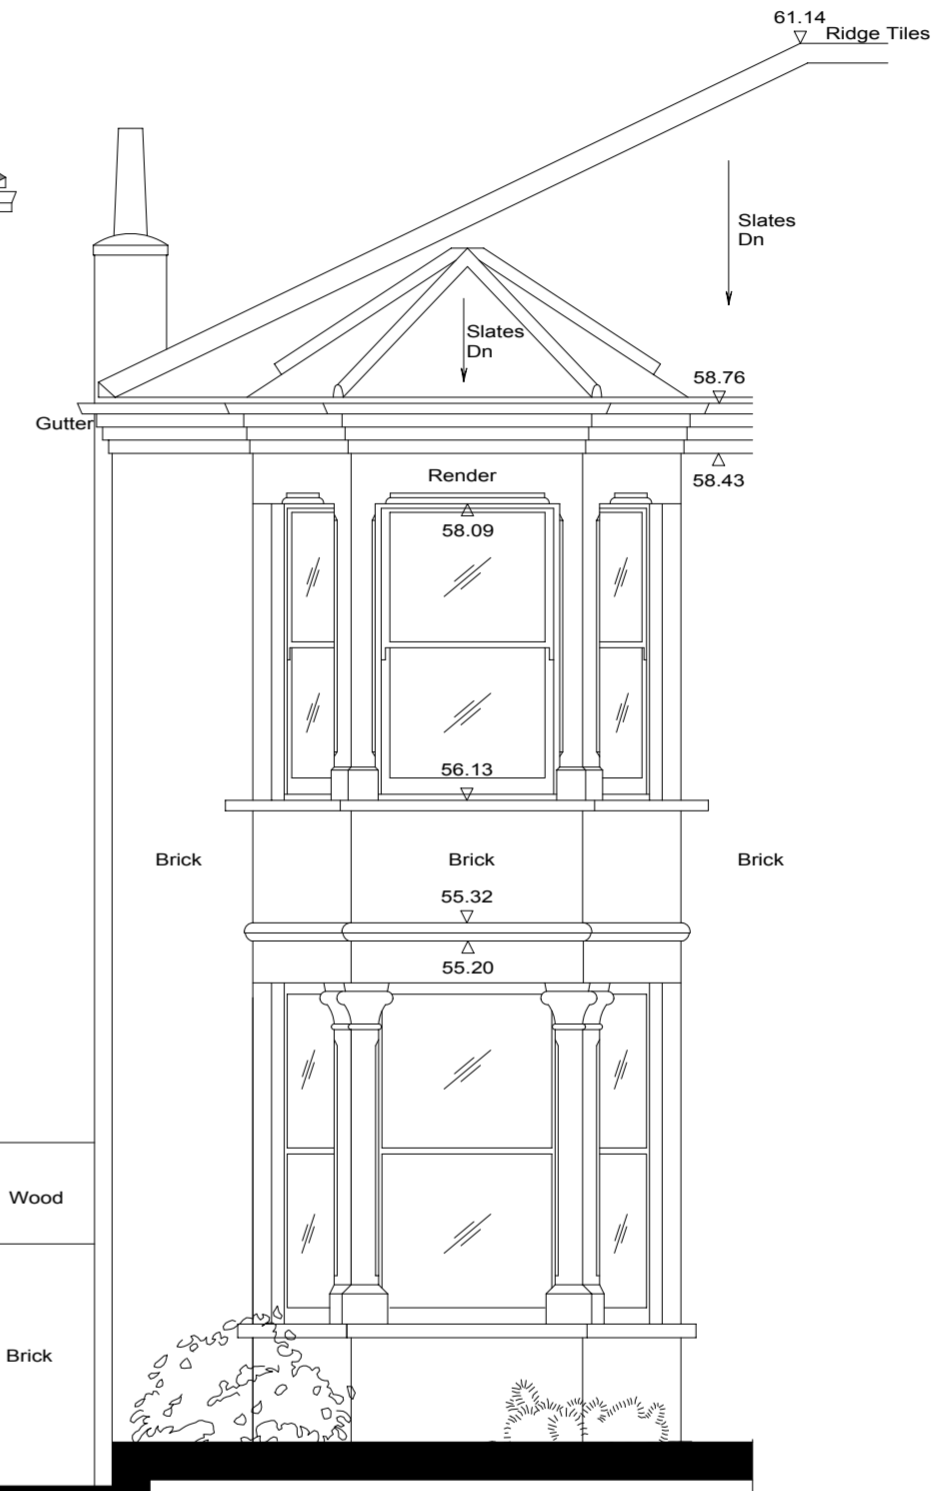 61.14
Ridge Tiles
Slates
Dn
Slates
Dn
58.76
Gutter
58.43
Render
58.09
56.13
Brick
Brick
Brick
55.32
55.20
Wood
Brick